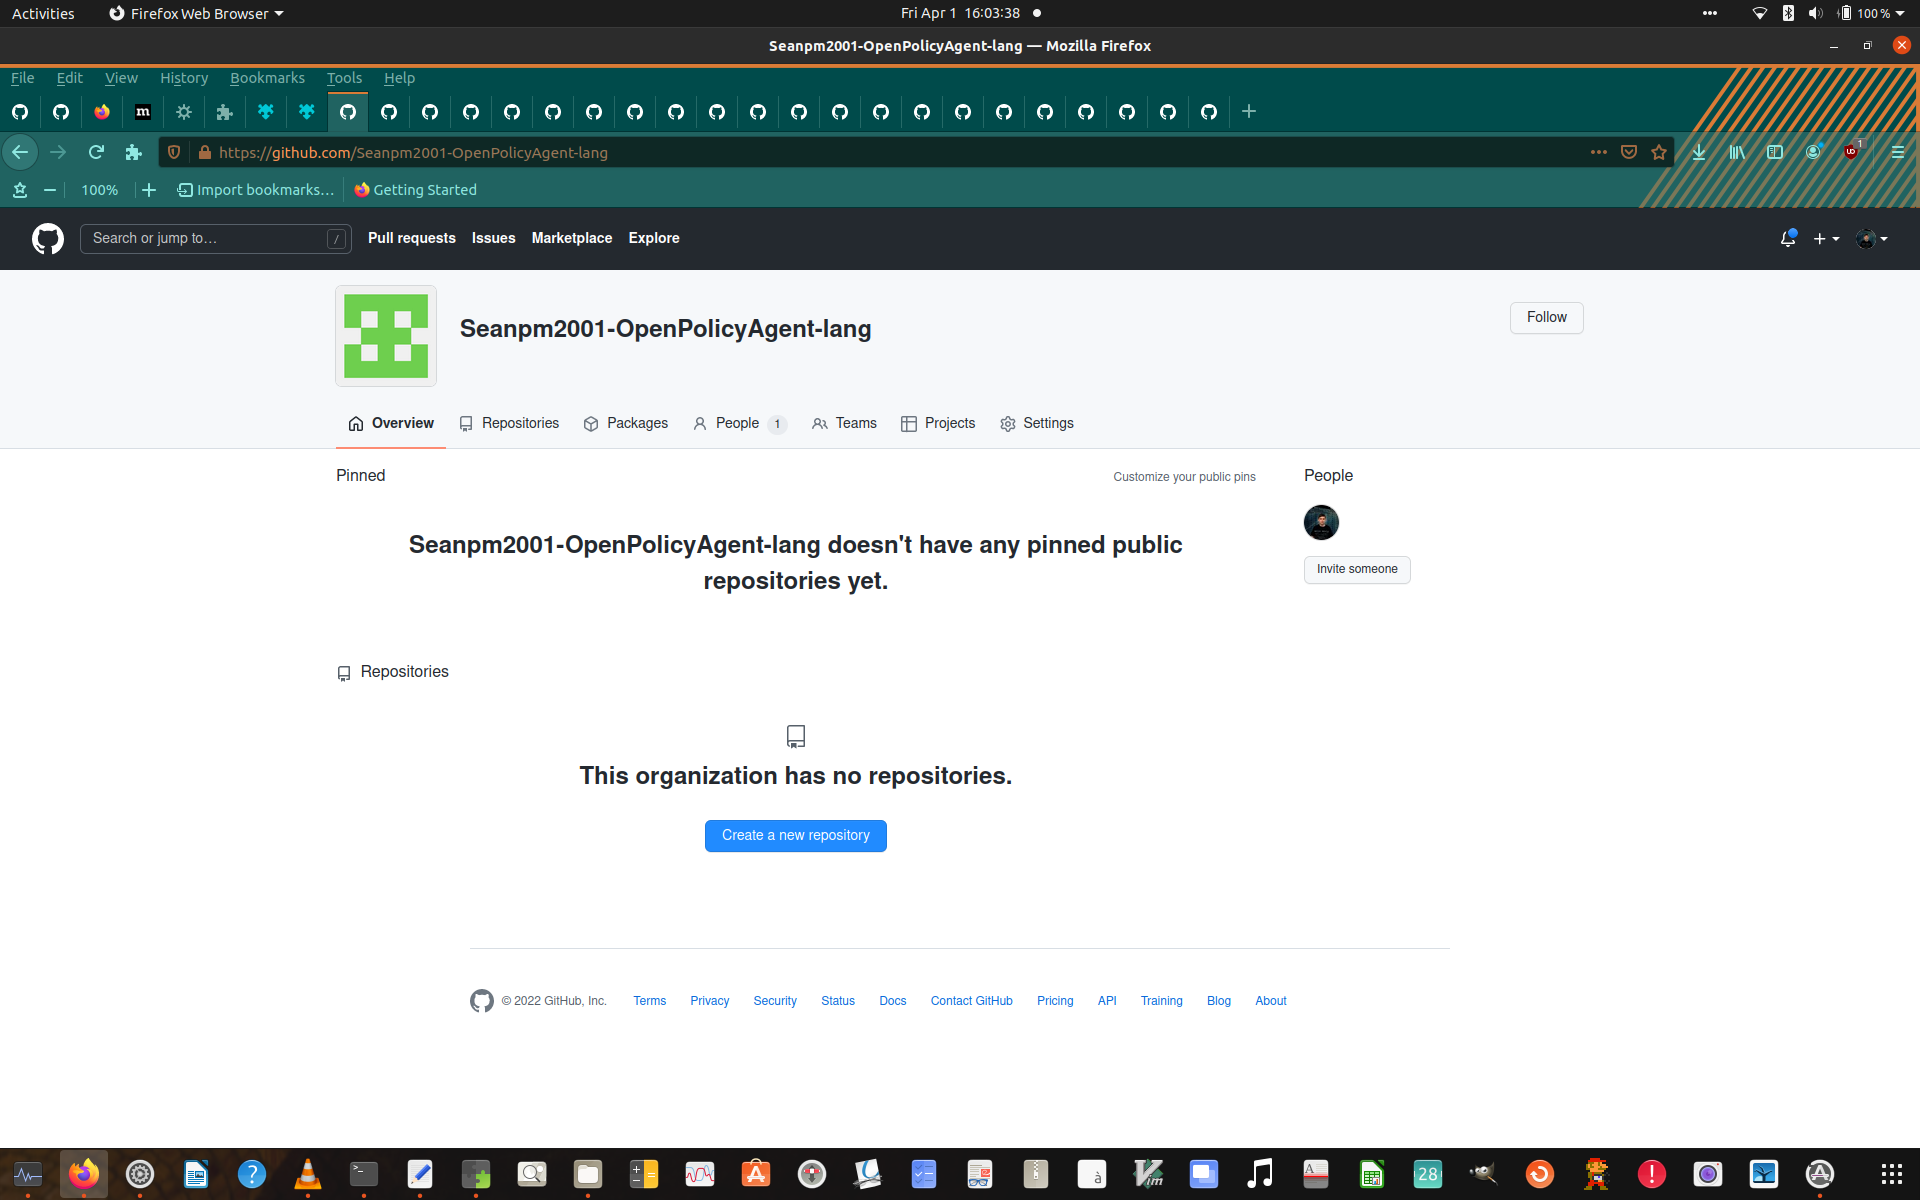 Activities Firefox Web Browser Fri Apr 1 16:03:38 100 %
Seanpm2001-OpenPolicyAgent-lang — Mozilla Firefox
File Edit View History Bookmarks Tools Help
m
https://github.com/Seanpm2001-OpenPolicyAgent-lang 1
100% Import bookmarks… Getting Started
Search or jump to… / Pull requests Issues Marketplace Explore
Seanpm2001-OpenPolicyAgent-lang Follow
Overview Repositories Packages People 1 Teams Projects Settings
Pinned Customize your public pins People
Seanpm2001-OpenPolicyAgent-lang doesn't have any pinned public
repositories yet.
Invite someone
Repositories
This organization has no repositories.
Create a new repository
© 2022 GitHub, Inc. Terms Privacy Security Status Docs Contact GitHub Pricing API Training Blog About
28